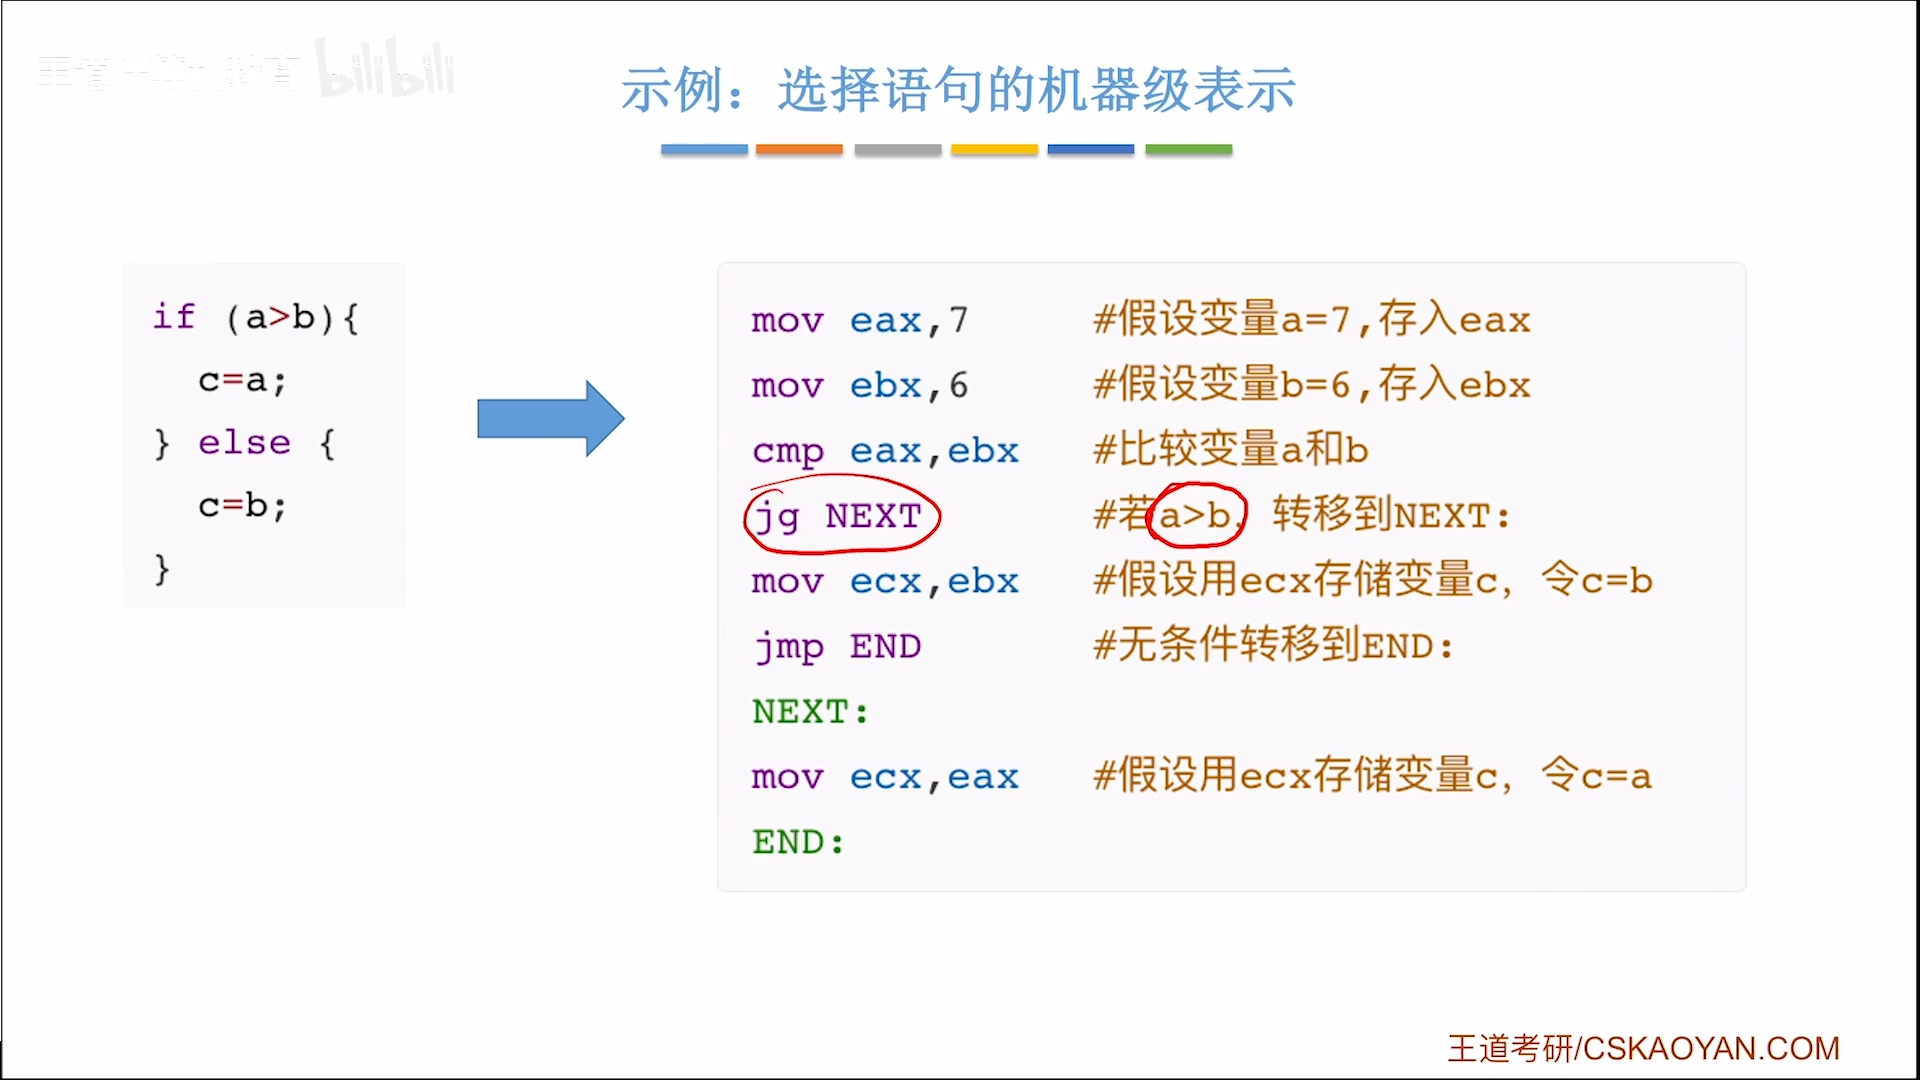 王道计算机教育 bilibili
示例：选择语句的机器级表示
if (a>b){
c=a;
} else {
c=b;
}
mov eax,7 #假设变量a=7,存入eax
mov ebx,6 #假设变量b=6,存入ebx
cmp eax,ebx #比较变量a和b
jg NEXT #若a>b，转移到NEXT:
mov ecx,ebx #假设用ecx存储变量c，令c=b
jmp END #无条件转移到END:
NEXT:
mov ecx,eax #假设用ecx存储变量c，令c=a
END:
王道考研/CSKAOYAN.COM